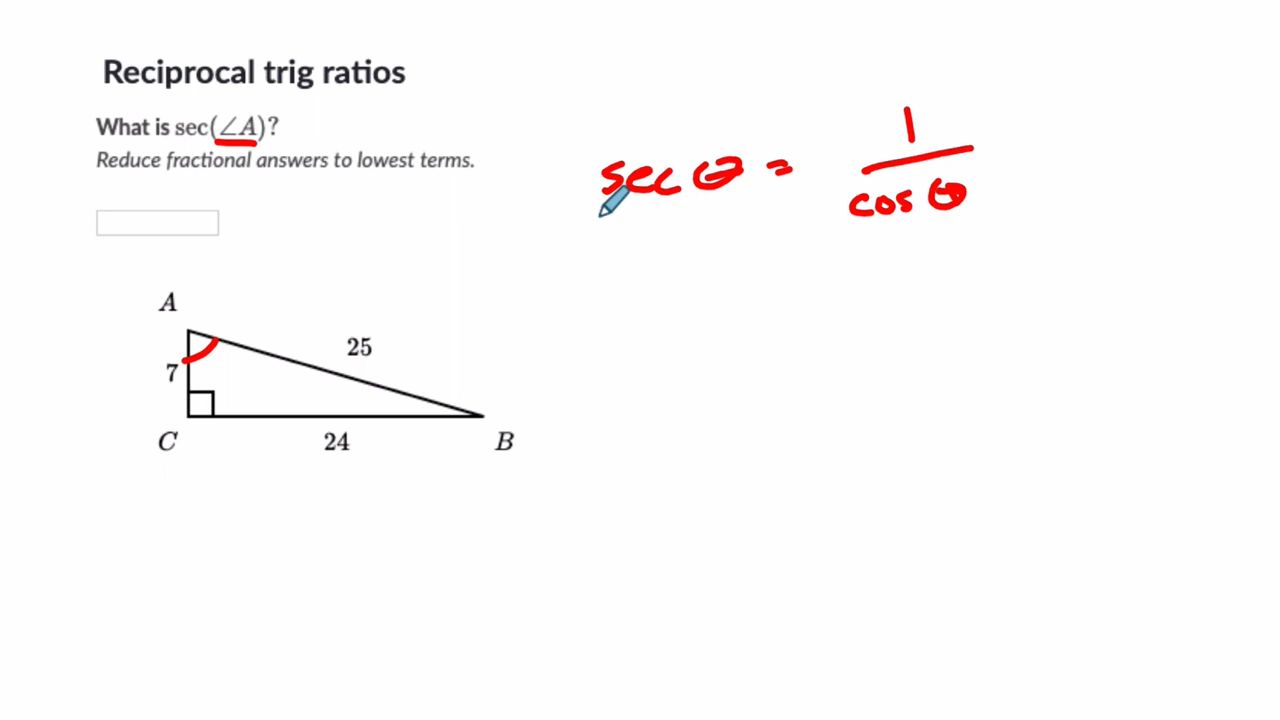 Reciprocal trig ratios
What is sec(∠A)?
Reduce fractional answers to lowest terms.
sec θ = 1 / cos θ
A
25
7
C
24
B